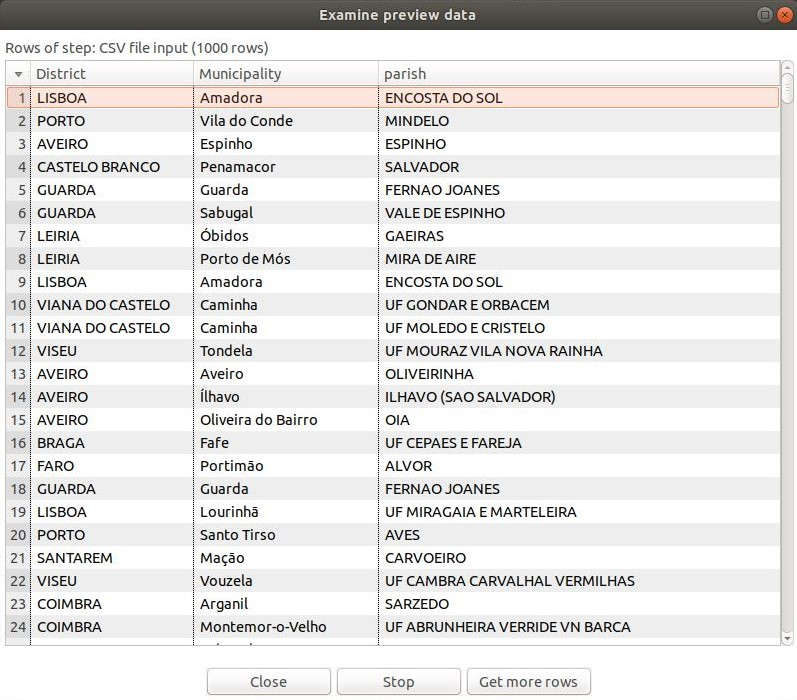 Examine preview data
Rows of step: CSV file input (1000 rows)
District Municipality parish
1 LISBOA Amadora ENCOSTA DO SOL
2 PORTO Vila do Conde MINDELO
3 AVEIRO Espinho ESPINHO
4 CASTELO BRANCO Penamacor SALVADOR
5 GUARDA Guarda FERNAO JOANES
6 GUARDA Sabugal VALE DE ESPINHO
7 LEIRIA Óbidos GAEIRAS
8 LEIRIA Porto de Mós MIRA DE AIRE
9 LISBOA Amadora ENCOSTA DO SOL
10 VIANA DO CASTELO Caminha UF GONDAR E ORBACEM
11 VIANA DO CASTELO Caminha UF MOLEDO E CRISTELO
12 VISEU Tondela UF MOURAZ VILA NOVA RAINHA
13 AVEIRO Aveiro OLIVEIRINHA
14 AVEIRO Ílhavo ILHAVO (SAO SALVADOR)
15 AVEIRO Oliveira do Bairro OIA
16 BRAGA Fafe UF CEPAES E FAREJA
17 FARO Portimão ALVOR
18 GUARDA Guarda FERNAO JOANES
19 LISBOA Lourinhã UF MIRAGAIA E MARTELEIRA
20 PORTO Santo Tirso AVES
21 SANTAREM Mação CARVOEIRO
22 VISEU Vouzela UF CAMBRA CARVALHAL VERMILHAS
23 COIMBRA Arganil SARZEDO
24 COIMBRA Montemor-o-Velho UF ABRUNHEIRA VERRIDE VN BARCA
Close Stop Get more rows